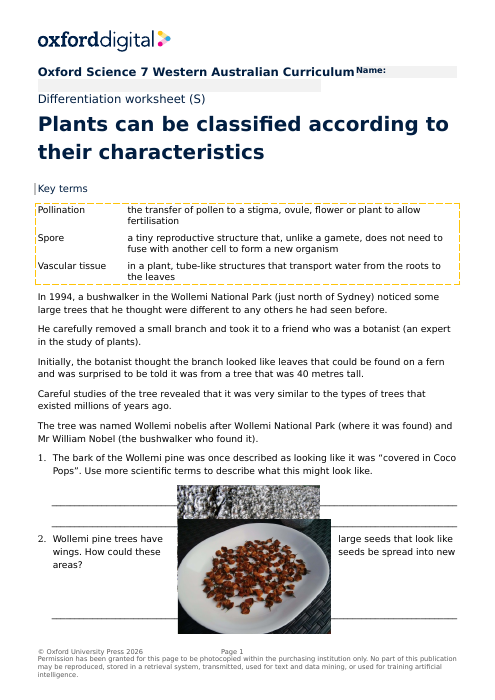 oxforddigital
Oxford Science 7 Western Australian Curriculum Name:
Differentiation worksheet (S)
Plants can be classified according to
their characteristics
Key terms
Pollination the transfer of pollen to a stigma, ovule, flower or plant to allow
fertilisation
Spore a tiny reproductive structure that, unlike a gamete, does not need to
fuse with another cell to form a new organism
Vascular tissue in a plant, tube-like structures that transport water from the roots to
the leaves
In 1994, a bushwalker in the Wollemi National Park (just north of Sydney) noticed some
large trees that he thought were different to any others he had seen before.
He carefully removed a small branch and took it to a friend who was a botanist (an expert
in the study of plants).
Initially, the botanist thought the branch looked like leaves that could be found on a fern
and was surprised to be told it was from a tree that was 40 metres tall.
Careful studies of the tree revealed that it was very similar to the types of trees that
existed millions of years ago.
The tree was named Wollemi nobelis after Wollemi National Park (where it was found) and
Mr William Nobel (the bushwalker who found it).
1. The bark of the Wollemi pine was once described as looking like it was “covered in Coco
Pops”. Use more scientific terms to describe what this might look like.
2. Wollemi pine trees have large seeds that look like
wings. How could these seeds be spread into new
areas?
© Oxford University Press 2026 Page 1
Permission has been granted for this page to be photocopied within the purchasing institution only. No part of this publication
may be reproduced, stored in a retrieval system, transmitted, used for text and data mining, or used for training artificial
intelligence.